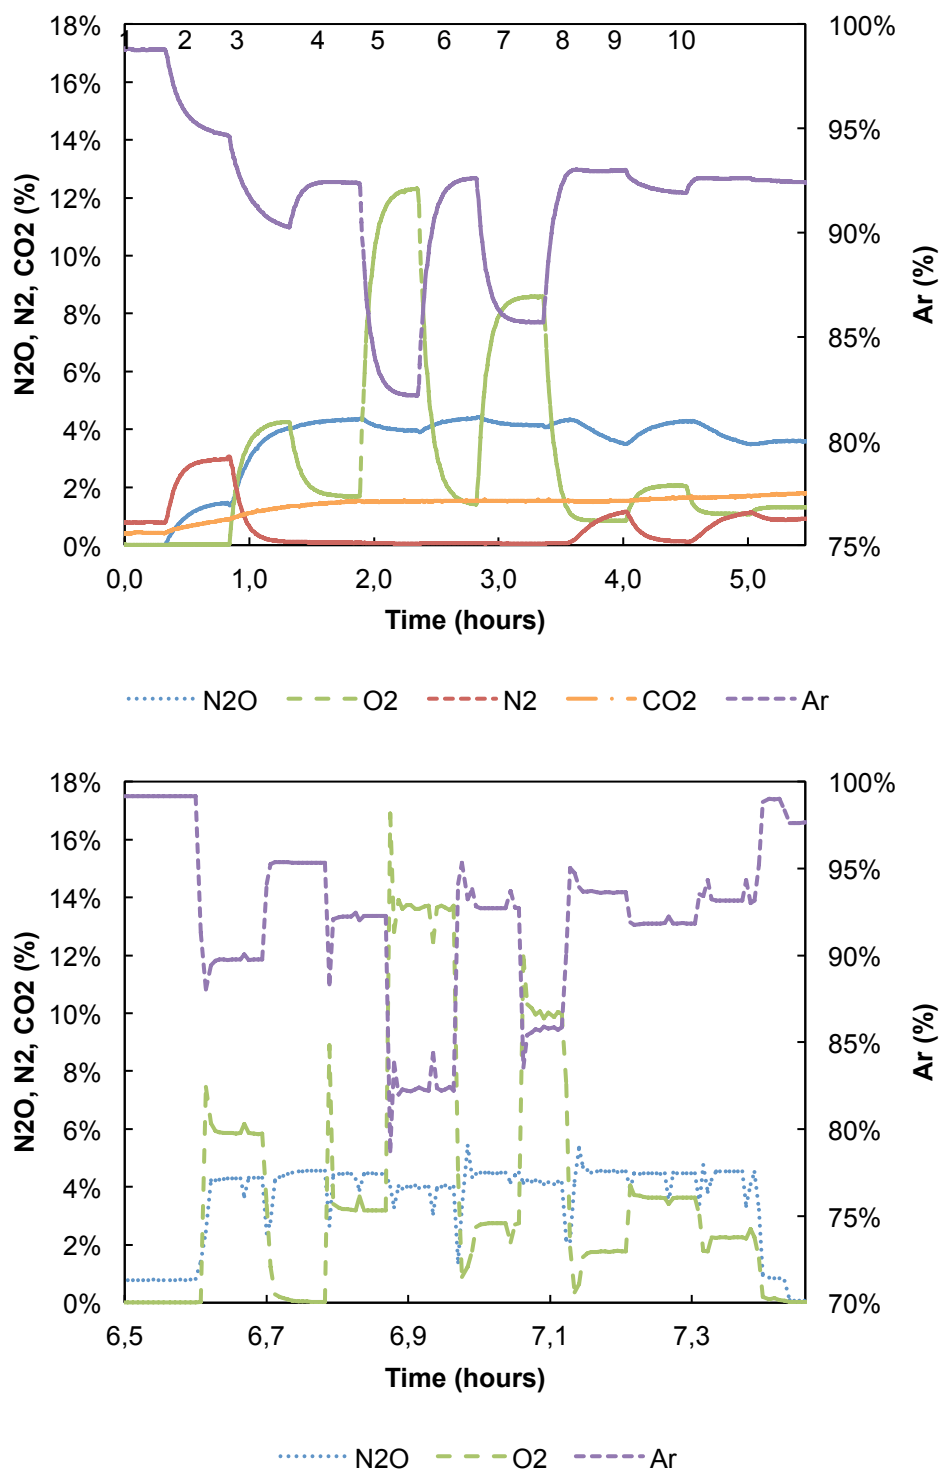 18% 1 2 3 4 5 6 7 8 9 10 100%
16%
14% 95%
12%
10% 90%
8% 85%
6%
4% 80%
2%
0% 75%
N2O, N2, CO2 (%)
Ar (%)
0,0 1,0 2,0 3,0 4,0 5,0
Time (hours)
N2O O2 N2 CO2 Ar
18% 100%
16% 95%
14%
12% 90%
10%
8% 85%
6% 80%
4% 75%
2%
0% 70%
N2O, N2, CO2 (%)
Ar (%)
6,5 6,7 6,9 7,1 7,3
Time (hours)
N2O O2 Ar